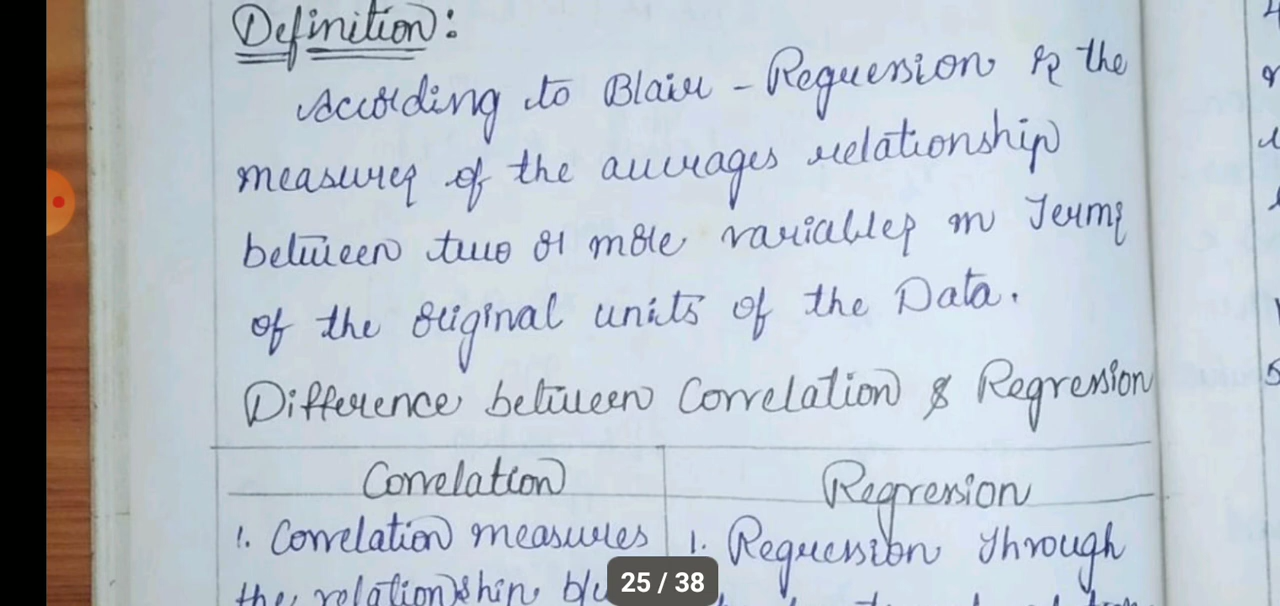 Definition:
According to Blair - Regression is the
measures of the averages relationship
between two or more variables in Terms
of the original units of the Data.
Difference between Correlation & Regression
Correlation
Regression
1. Correlation measures
1. Regression through
the relationship b/w
25 / 38